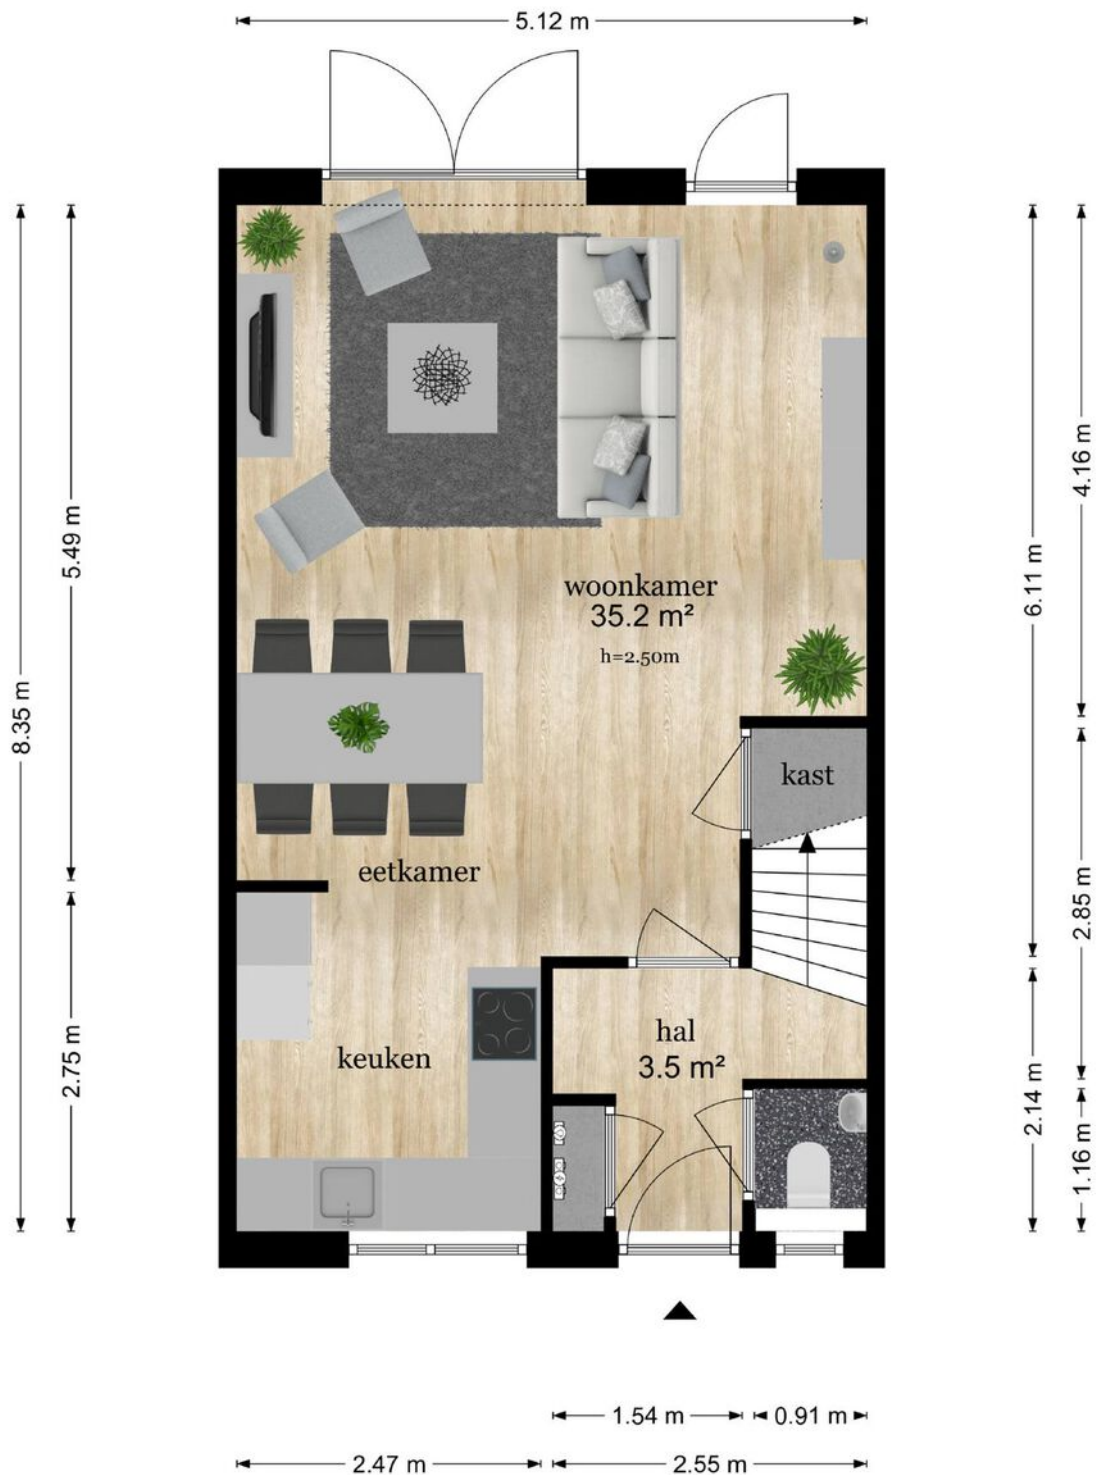 5.12 m
8.35 m
5.49 m
2.75 m
6.11 m
4.16 m
2.85 m
2.14 m
1.16 m
woonkamer
35.2 m²
h=2.50m
kast
eetkamer
keuken
hal
3.5 m²
1.54 m
0.91 m
2.47 m
2.55 m